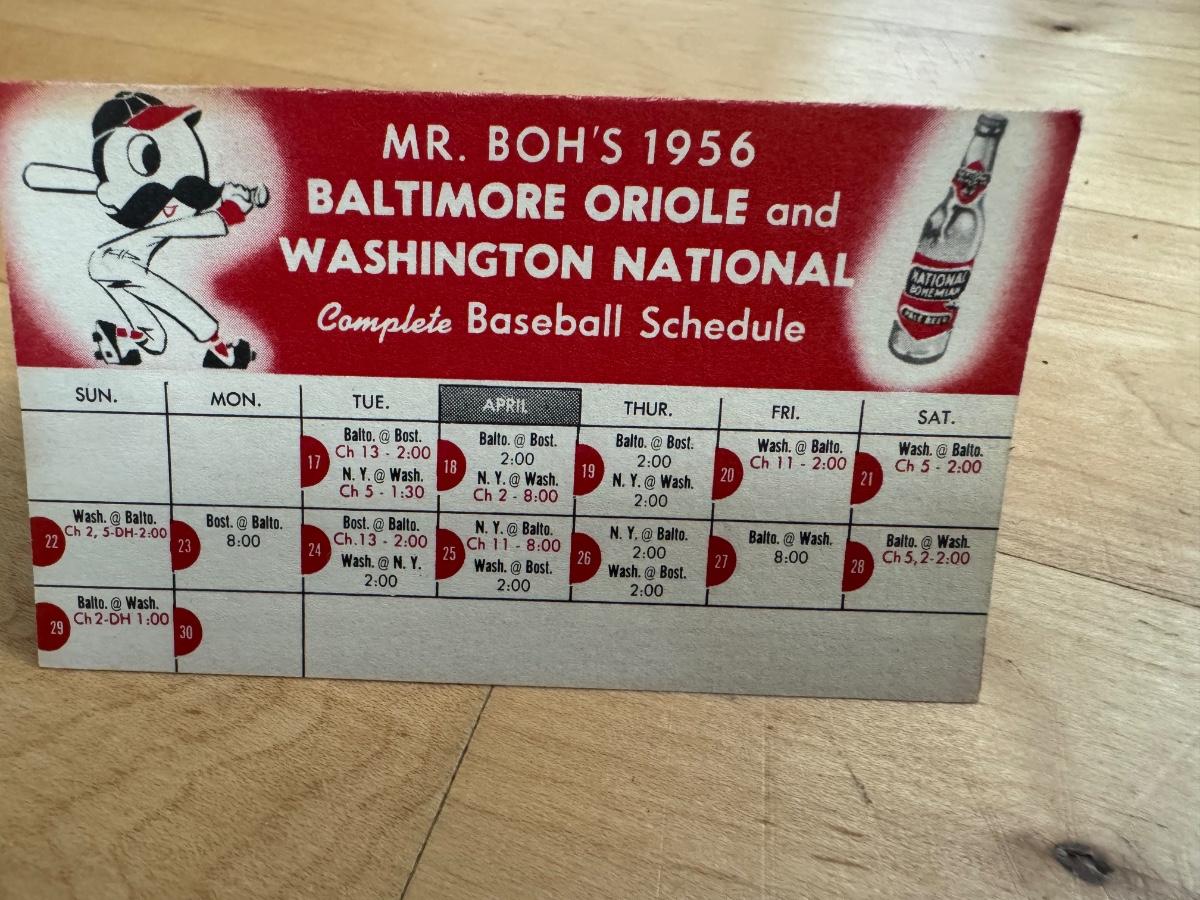 MR. BOH'S 1956
BALTIMORE ORIOLE and
WASHINGTON NATIONAL
Complete Baseball Schedule
NATIONAL
BOHEMIAN
SUN. MON. TUE. APRIL THUR. FRI. SAT.
17
Balto. @ Bost.
Ch 13 - 2:00
N. Y. @ Wash.
Ch 5 - 1:30
18
Balto. @ Bost.
2:00
N. Y. @ Wash.
Ch 2 - 8:00
19
Balto. @ Bost.
2:00
N. Y. @ Wash.
2:00
20
Wash. @ Balto.
Ch 11 - 2:00
21
Wash. @ Balto.
Ch 5 - 2:00
22
Wash. @ Balto.
Ch 2, 5-DH-2:00
23
Bost. @ Balto.
8:00
24
Bost. @ Balto.
Ch.13 - 2:00
Wash. @ N. Y.
2:00
25
N. Y. @ Balto.
Ch 11 - 8:00
Wash. @ Bost.
2:00
26
N. Y. @ Balto.
2:00
Wash. @ Bost.
2:00
27
Balto. @ Wash.
8:00
28
Balto. @ Wash.
Ch 5, 2-2:00
29
Balto. @ Wash.
Ch 2-DH 1:00
30